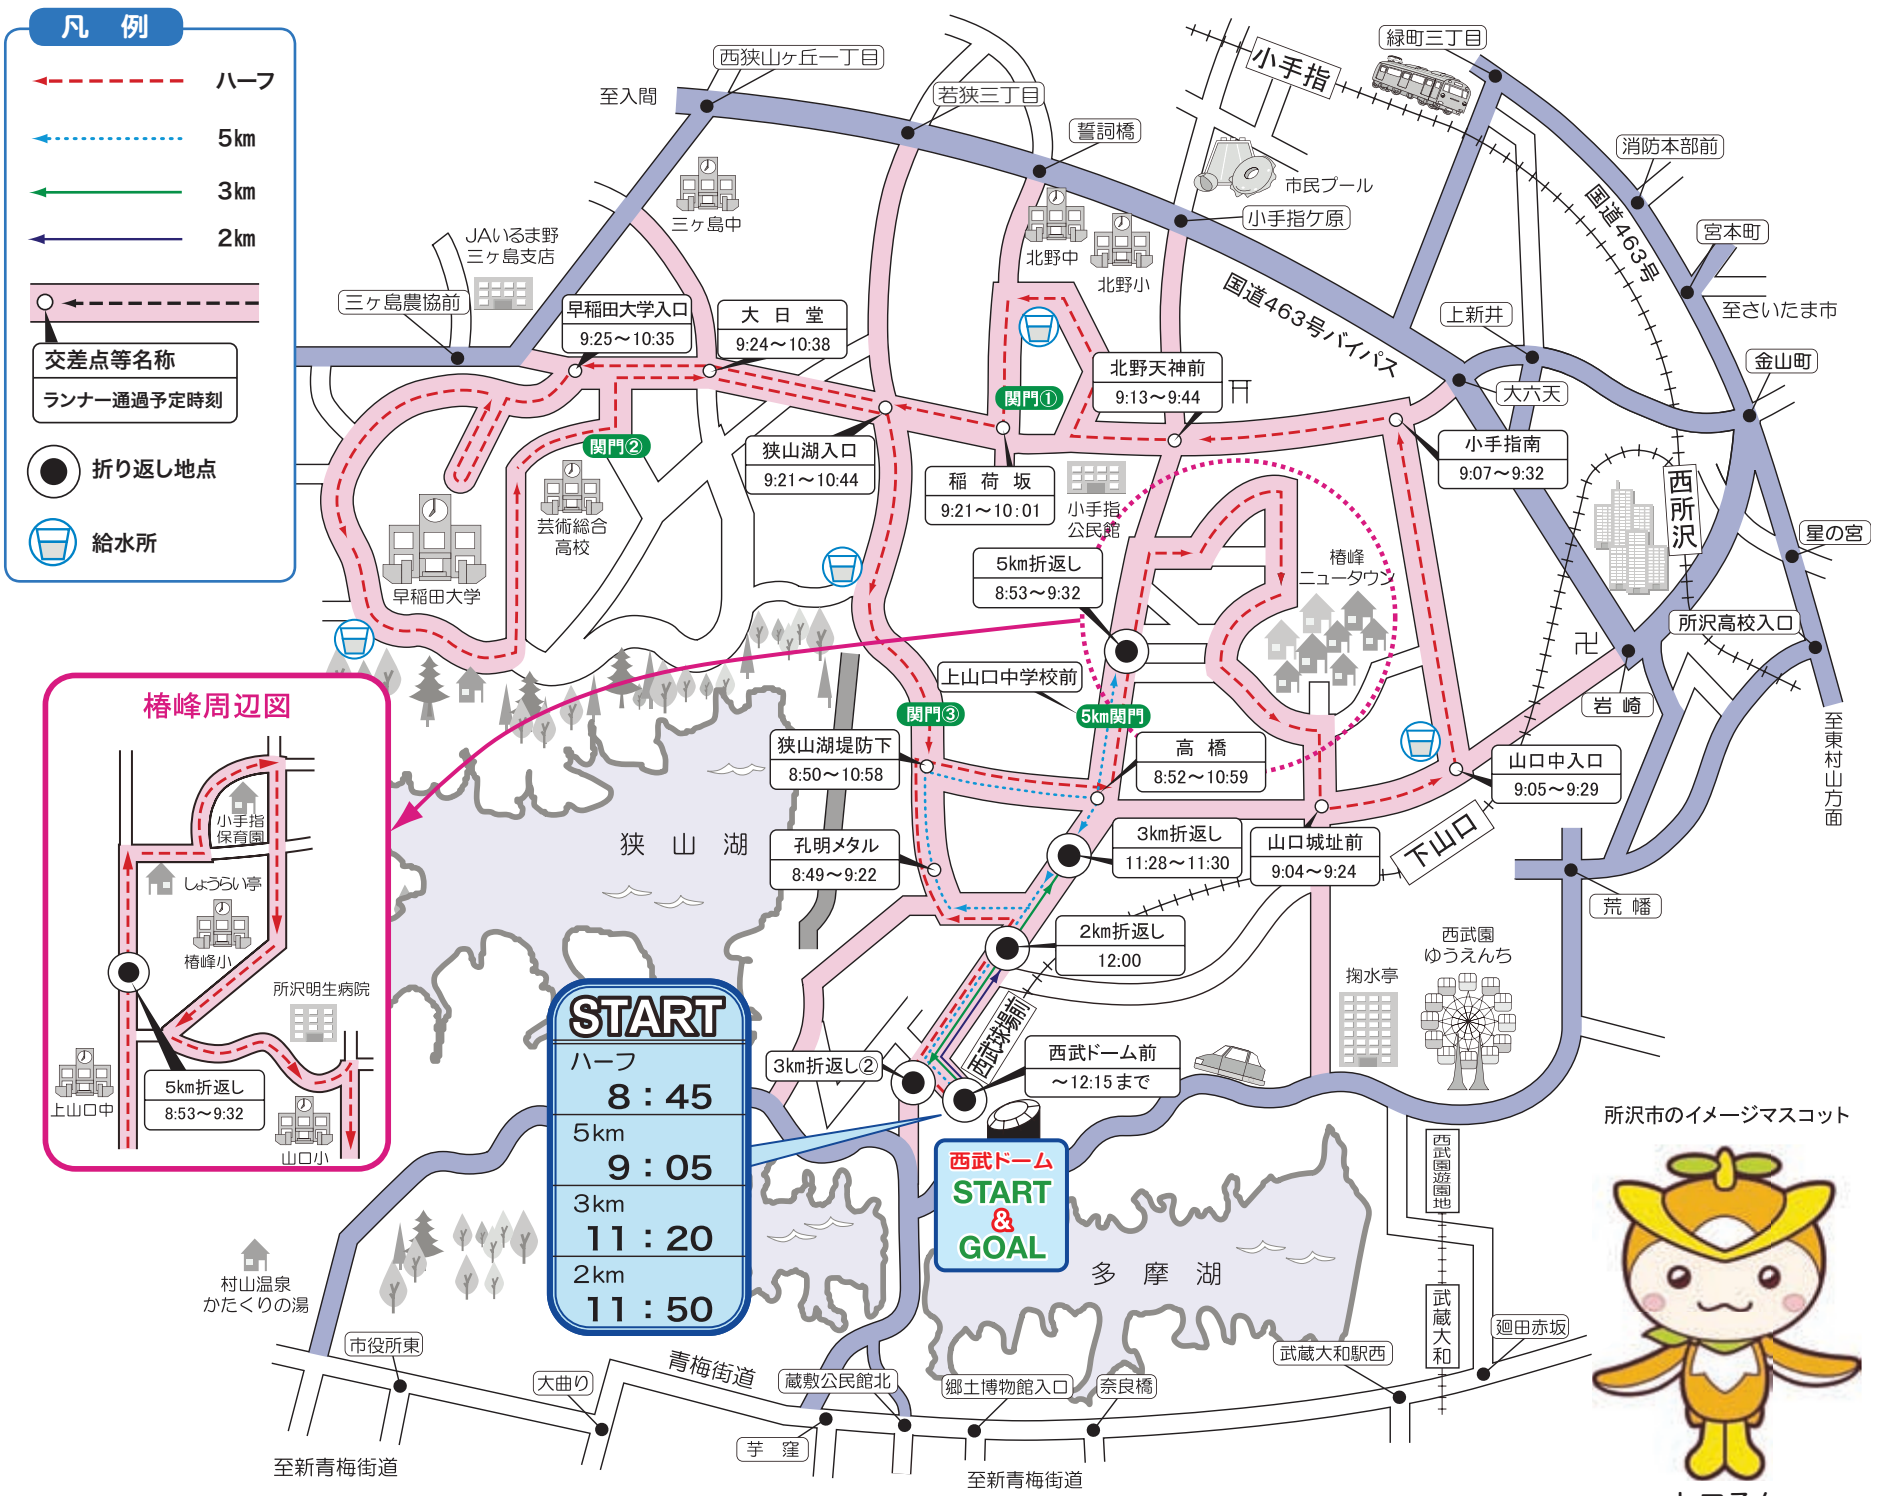 凡 例
ハーフ
5km
3km
2km
交差点等名称
ランナー通過予定時刻
折り返し地点
給水所
西狭山ヶ丘一丁目
至入間
若狭三丁目
誓詞橋
小手指
緑町三丁目
消防本部前
国道463号
宮本町
至さいたま市
市民プール
小手指ケ原
三ヶ島中
JAいるま野
三ヶ島支店
三ヶ島農協前
北野中
北野小
国道463号バイパス
上新井
金山町
大六天
早稲田大学入口
9:25～10:35
大 日 堂
9:24～10:38
北野天神前
9:13～9:44
関門①
関門②
狭山湖入口
9:21～10:44
稲 荷 坂
9:21～10:01
小手指
公民館
小手指南
9:07～9:32
西所沢
星の宮
芸術総合
高校
早稲田大学
5km折返し
8:53～9:32
椿峰
ニュータウン
所沢高校入口
岩 崎
至東村山方面
上山口中学校前
5km関門
関門③
狭山湖堤防下
8:50～10:58
高 橋
8:52～10:59
山口中入口
9:05～9:29
孔明メタル
8:49～9:22
3km折返し
11:28～11:30
山口城址前
9:04～9:24
下山口
荒 幡
狭 山 湖
2km折返し
12:00
西武園
ゆうえんち
掬水亭
西武球場前
3km折返し②
西武ドーム前
～12:15まで
椿峰周辺図
小手指
保育園
しょうらい亭
椿峰小
所沢明生病院
上山口中
5km折返し
8:53～9:32
山口小
START
ハーフ
8：45
5km
9：05
3km
11：20
2km
11：50
西武ドーム
START
&
GOAL
多 摩 湖
西武園遊園地
武蔵大和
所沢市のイメージマスコット
村山温泉
かたくりの湯
市役所東
大曲り
青梅街道
蔵敷公民館北
郷土博物館入口
奈良橋
武蔵大和駅西
廻田赤坂
芋 窪
至新青梅街道
至新青梅街道